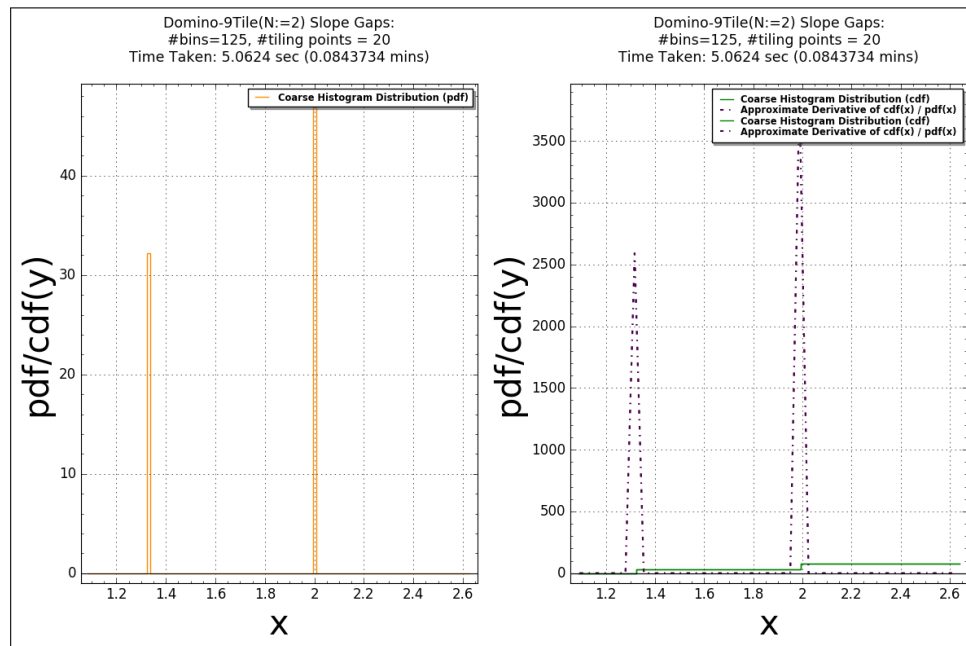 Domino-9Tile(N:=2) Slope Gaps:
#bins=125, #tiling points = 20
Time Taken: 5.0624 sec (0.0843734 mins)
Coarse Histogram Distribution (pdf)
40
30
20
10
0
pdf/cdf(y)
1.2 1.4 1.6 1.8 2 2.2 2.4 2.6
x
Domino-9Tile(N:=2) Slope Gaps:
#bins=125, #tiling points = 20
Time Taken: 5.0624 sec (0.0843734 mins)
Coarse Histogram Distribution (cdf)
Approximate Derivative of cdf(x) / pdf(x)
Coarse Histogram Distribution (cdf)
Approximate Derivative of cdf(x) / pdf(x)
3500
3000
2500
2000
1500
1000
500
0
pdf/cdf(y)
1.2 1.4 1.6 1.8 2 2.2 2.4 2.6
x